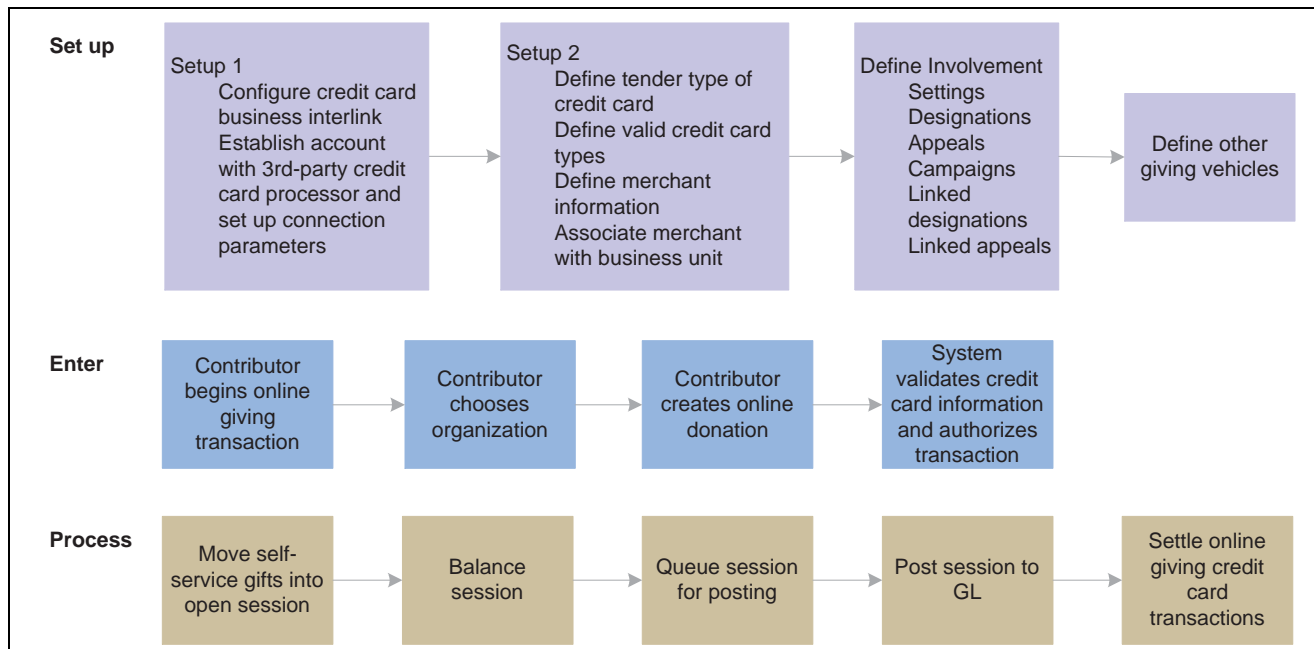 Set up
Setup 1
Configure credit card
business interlink
Establish account
with 3rd-party credit
card processor and
set up connection
parameters
Setup 2
Define tender type of
credit card
Define valid credit card
types
Define merchant
information
Associate merchant
with business unit
Define Involvement
Settings
Designations
Appeals
Campaigns
Linked
designations
Linked appeals
Define other
giving vehicles
Enter
Contributor
begins online
giving
transaction
Contributor
chooses
organization
Contributor
creates online
donation
System
validates credit
card information
and authorizes
transaction
Process
Move self-
service gifts into
open session
Balance
session
Queue session
for posting
Post session to
GL
Settle online
giving credit
card
transactions